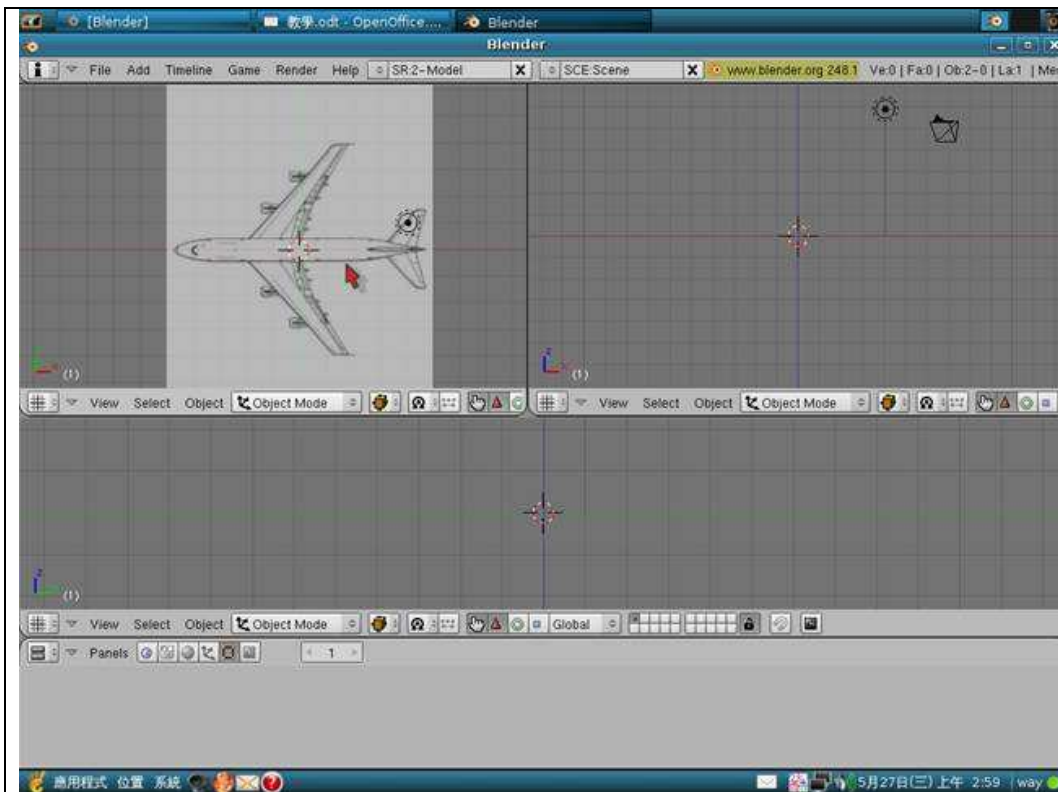 [Blender]
教學.odt - OpenOffice....
Blender
Blender
File Add Timeline Game Render Help SR:2-Model X SCE:Scene X www.blender.org 248.1 Ve:0 | Fa:0 | Ob:2-0 | La:1 | Me
(1)
z
(1)
View Select Object Object Mode
View Select Object Object Mode
z
(1)
View Select Object Object Mode Global
Panels 1
應用程式 位置 系統 5月27日(三) 上午 2:59 way